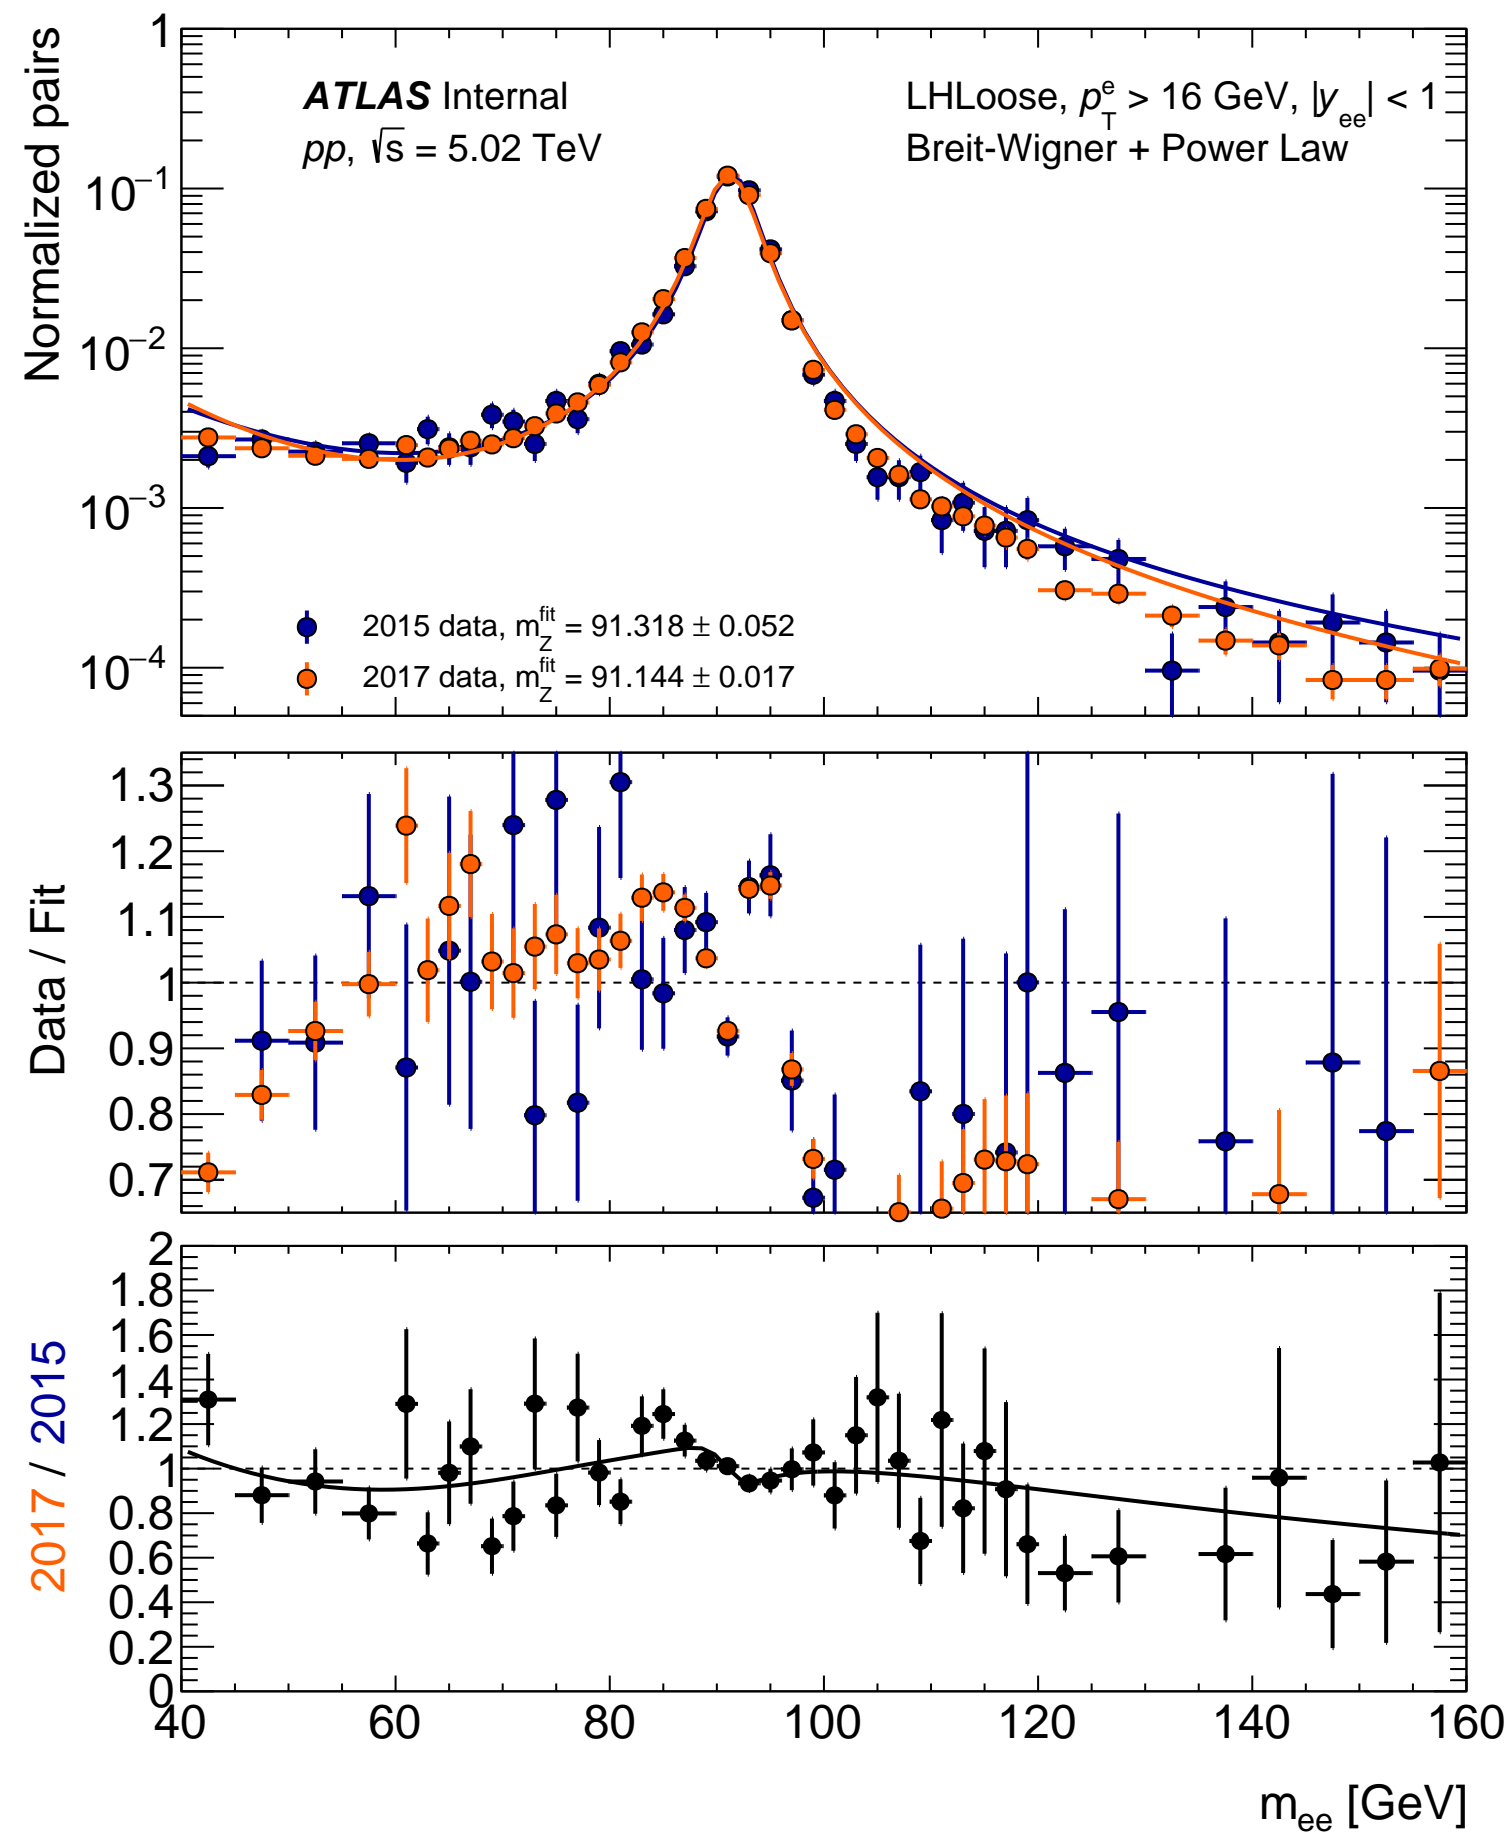 Normalized pairs
1
10⁻¹
10⁻²
10⁻³
10⁻⁴
ATLAS Internal
pp, √s = 5.02 TeV
LHLoose, p_T^e > 16 GeV, |y_ee| < 1
Breit-Wigner + Power Law
2015 data, m_Z^fit = 91.318 ± 0.052
2017 data, m_Z^fit = 91.144 ± 0.017
Data / Fit
1.3
1.2
1.1
1
0.9
0.8
0.7
2017 / 2015
2
1.8
1.6
1.4
1.2
1
0.8
0.6
0.4
0.2
0
40 60 80 100 120 140 160
m_ee [GeV]